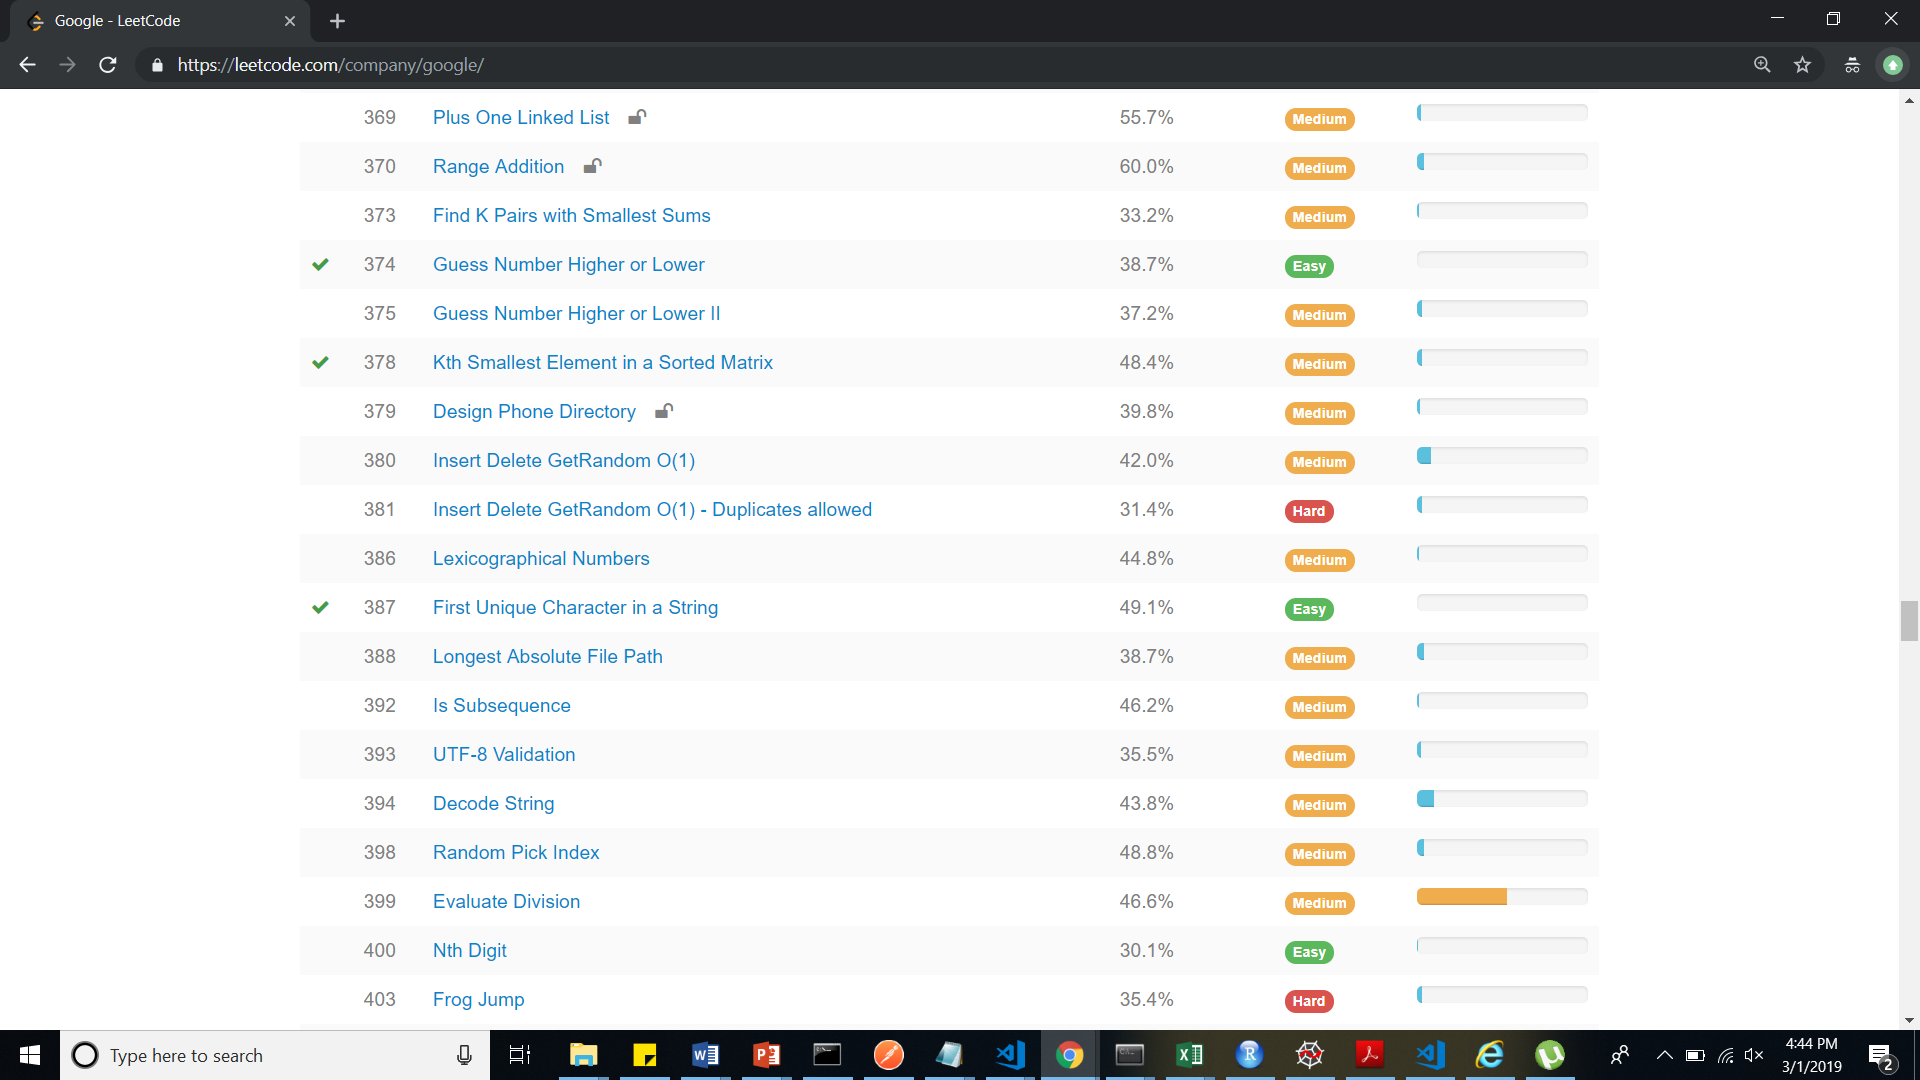 Google - LeetCode
https://leetcode.com/company/google/
369 Plus One Linked List 55.7% Medium
370 Range Addition 60.0% Medium
373 Find K Pairs with Smallest Sums 33.2% Medium
374 Guess Number Higher or Lower 38.7% Easy
375 Guess Number Higher or Lower II 37.2% Medium
378 Kth Smallest Element in a Sorted Matrix 48.4% Medium
379 Design Phone Directory 39.8% Medium
380 Insert Delete GetRandom O(1) 42.0% Medium
381 Insert Delete GetRandom O(1) - Duplicates allowed 31.4% Hard
386 Lexicographical Numbers 44.8% Medium
387 First Unique Character in a String 49.1% Easy
388 Longest Absolute File Path 38.7% Medium
392 Is Subsequence 46.2% Medium
393 UTF-8 Validation 35.5% Medium
394 Decode String 43.8% Medium
398 Random Pick Index 48.8% Medium
399 Evaluate Division 46.6% Medium
400 Nth Digit 30.1% Easy
403 Frog Jump 35.4% Hard
Type here to search
4:44 PM
3/1/2019
2